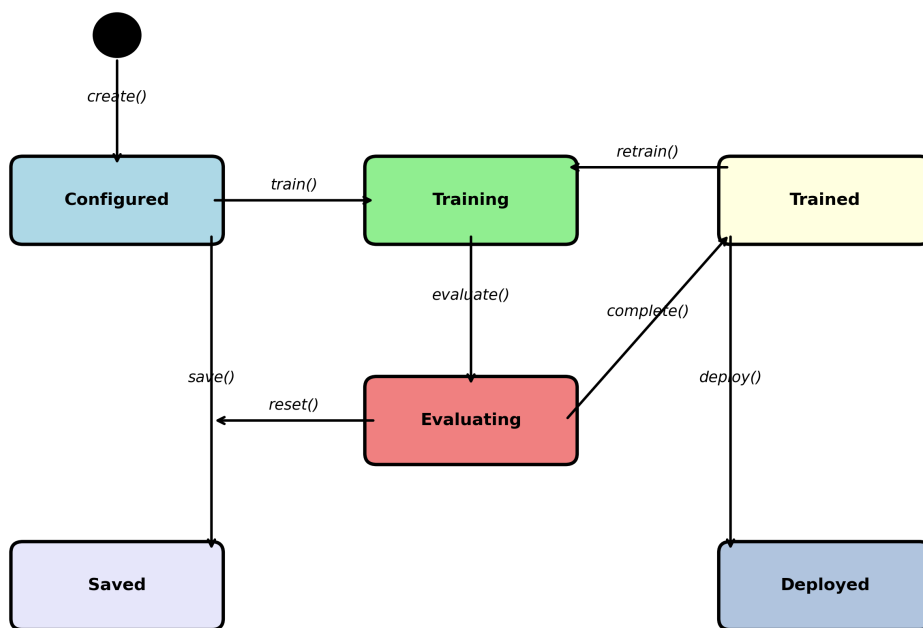 create()
retrain()
train()
Configured
Training
Trained
evaluate()
complete()
save()
deploy()
reset()
Evaluating
Saved
Deployed